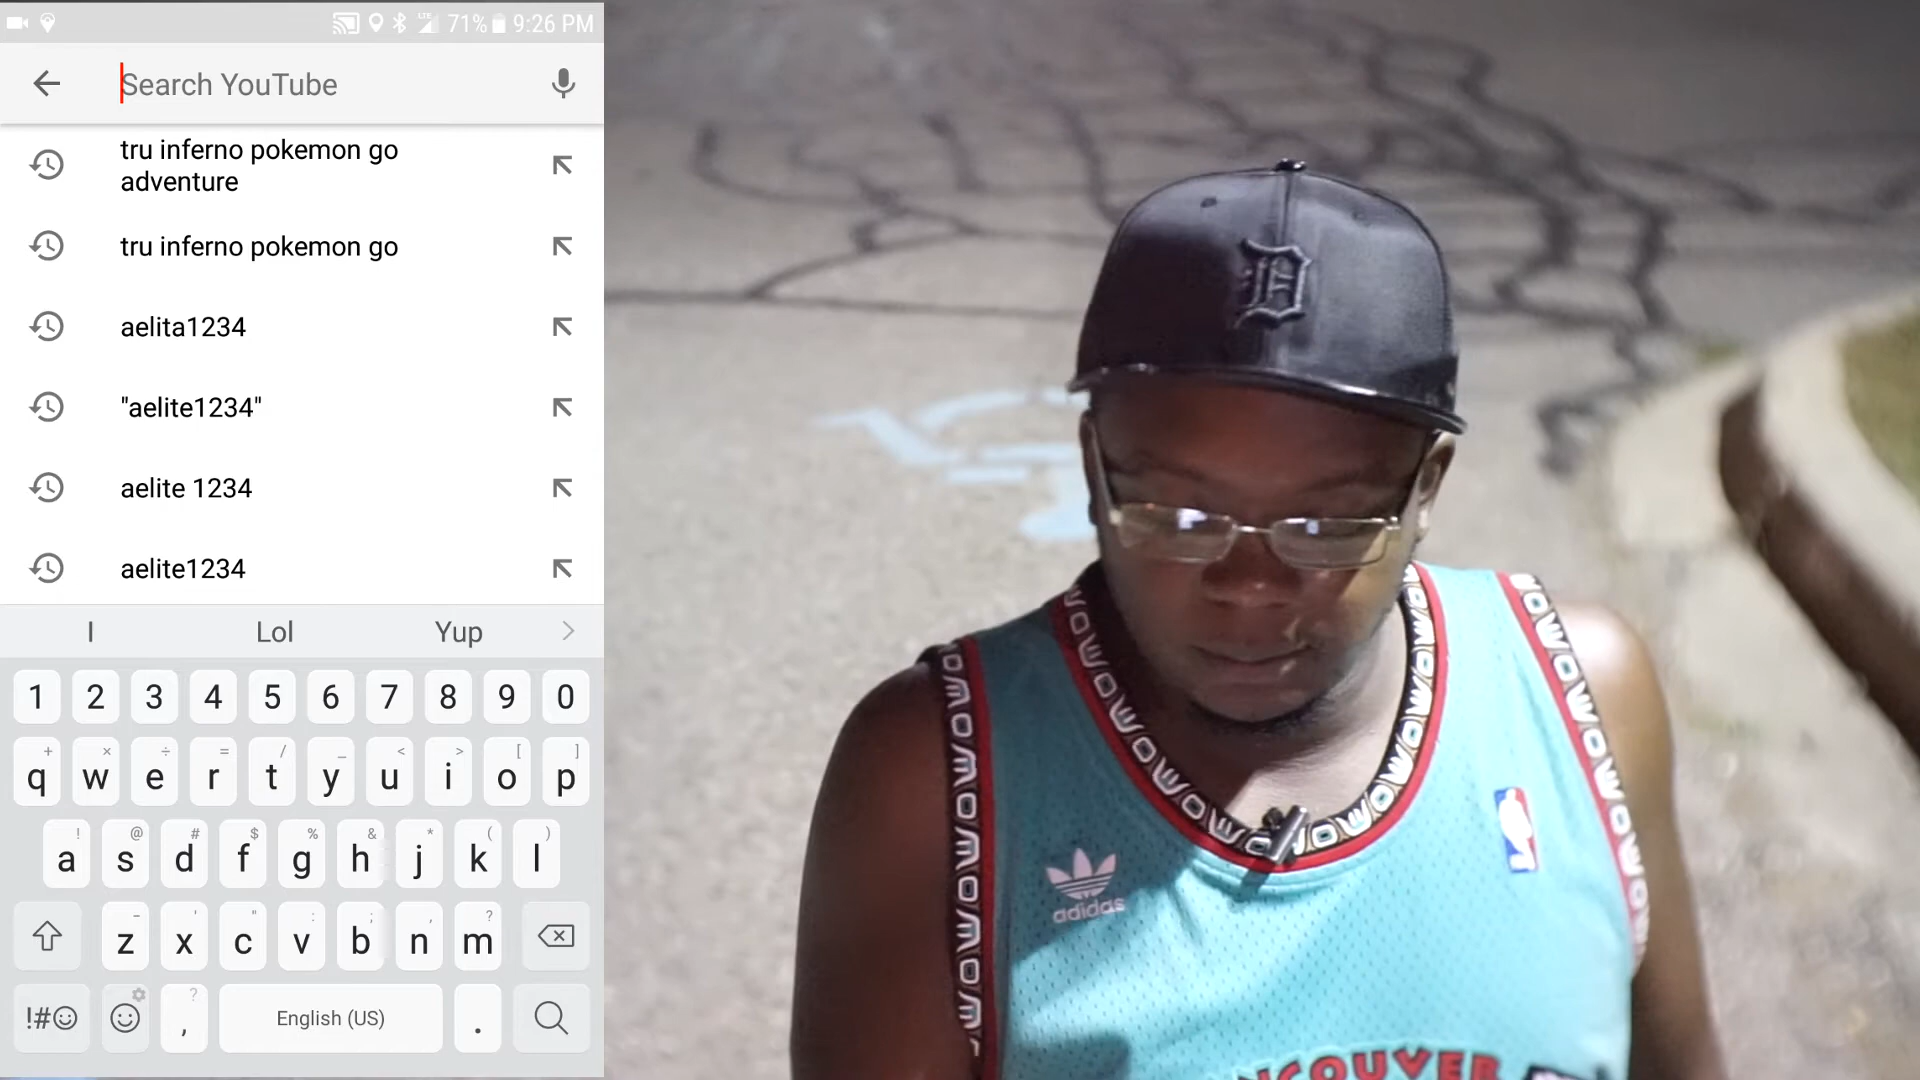 LTE 71% 9:26 PM
Search YouTube
tru inferno pokemon go
adventure
tru inferno pokemon go
aelita1234
"aelite1234"
aelite 1234
aelite1234
I Lol Yup
1 2 3 4 5 6 7 8 9 0
+ × ÷ = / _ < > [ ]
q w e r t y u i o p
! @ # $ % & * ( )
a s d f g h j k l
- ' " : ; , ?
z x c v b n m
?
!#☺ , English (US) .
D
adidas